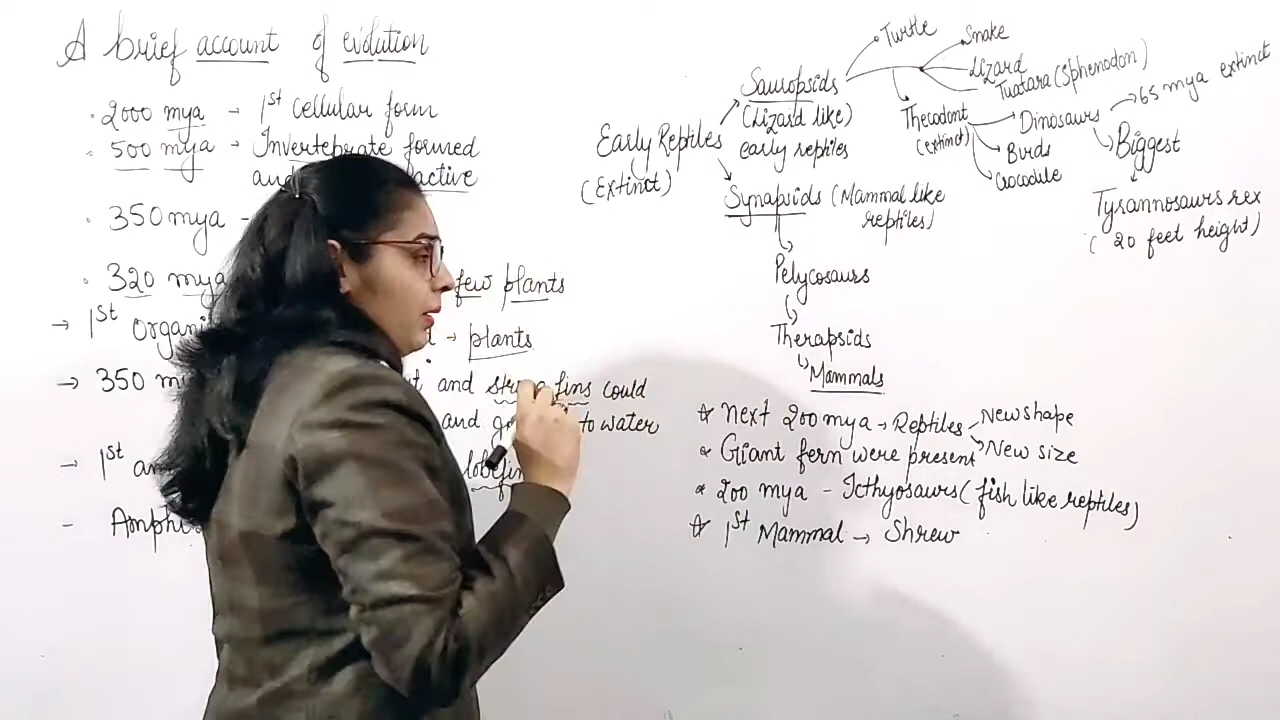 A brief account of evolution
· 2000 mya → 1st cellular form
· 500 mya → Invertebrate formed
and active
· 350 mya -
· 320 mya few plants
→ 1st → plants
→ 350 and fins could
and to water
→ 1st
-
Early Reptiles
(Extinct)
Sauropsids
(Lizard like)
early reptiles
Turtle
Snake
Lizard
Tuatara (Sphenodon)
Thecodont
(extinct)
Dinosaurs
Birds
Crocodile
65 mya extinct
Biggest
Tyrannosaurs rex
(20 feet height)
Synapsids (Mammal like
reptiles)
Pelycosaurs
Therapsids
Mammals
☆ next 200 mya → Reptiles New shape
New size
* Giant fern were present
* 200 mya - Icthyosaurs (fish like reptiles)
☆ 1st Mammal → Shrew